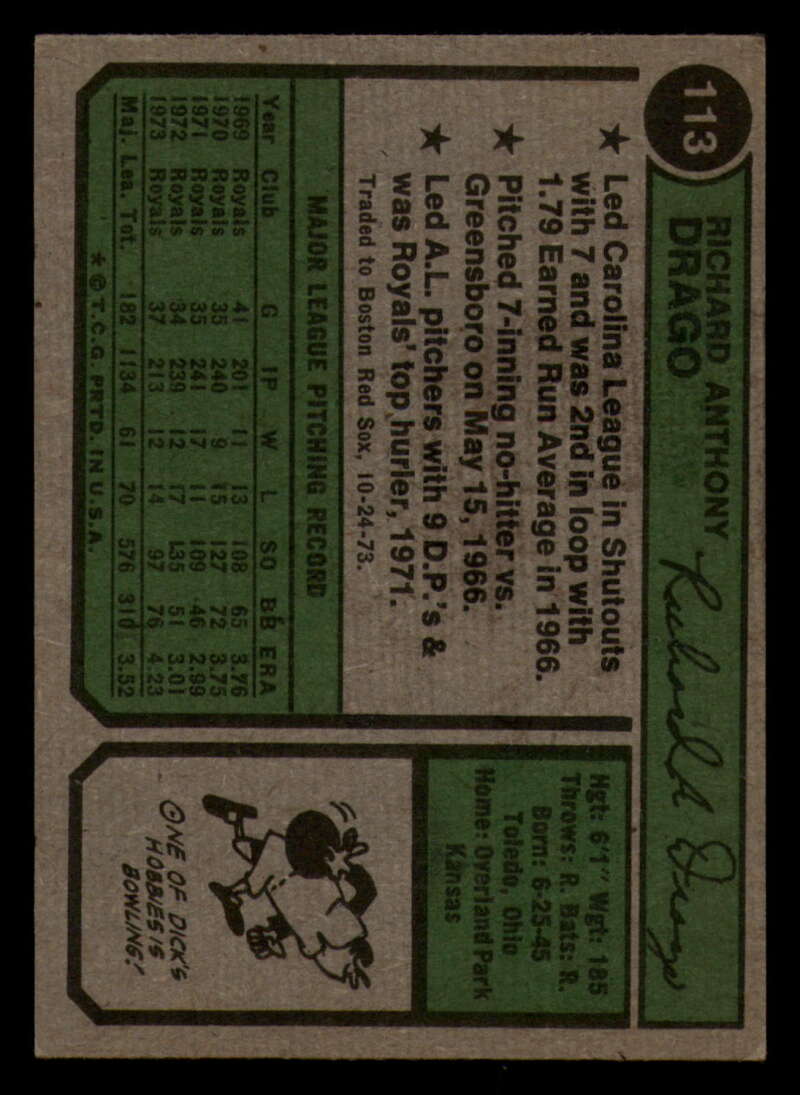 113
RICHARD ANTHONY
DRAGO
Richard Drago
★ Led Carolina League in Shutouts
with 7 and was 2nd in loop with
1.79 Earned Run Average in 1966.
★ Pitched 7-inning no-hitter vs.
Greensboro on May 15, 1966.
★ Led A.L. pitchers with 9 D.P.'s &
was Royals' top hurler, 1971.
Traded to Boston Red Sox, 10-24-73.
MAJOR LEAGUE PITCHING RECORD
Year Club G IP W L SO BB ERA
1969 Royals 41 201 11 13 108 65 3.76
1970 Royals 35 240 9 15 127 72 3.75
1971 Royals 35 241 17 11 109 46 2.99
1972 Royals 34 239 12 17 135 51 3.01
1973 Royals 37 213 12 14 97 76 4.23
Maj. Lea. Tot. 182 1134 61 70 576 310 3.52
* © T.C.G. PRTD. IN U.S.A.
Hgt: 6'1" Wgt: 185
Throws: R. Bats: R.
Born: 6-25-45
Toledo, Ohio
Home: Overland Park
Kansas
ONE OF DICK'S
HOBBIES IS
BOWLING!